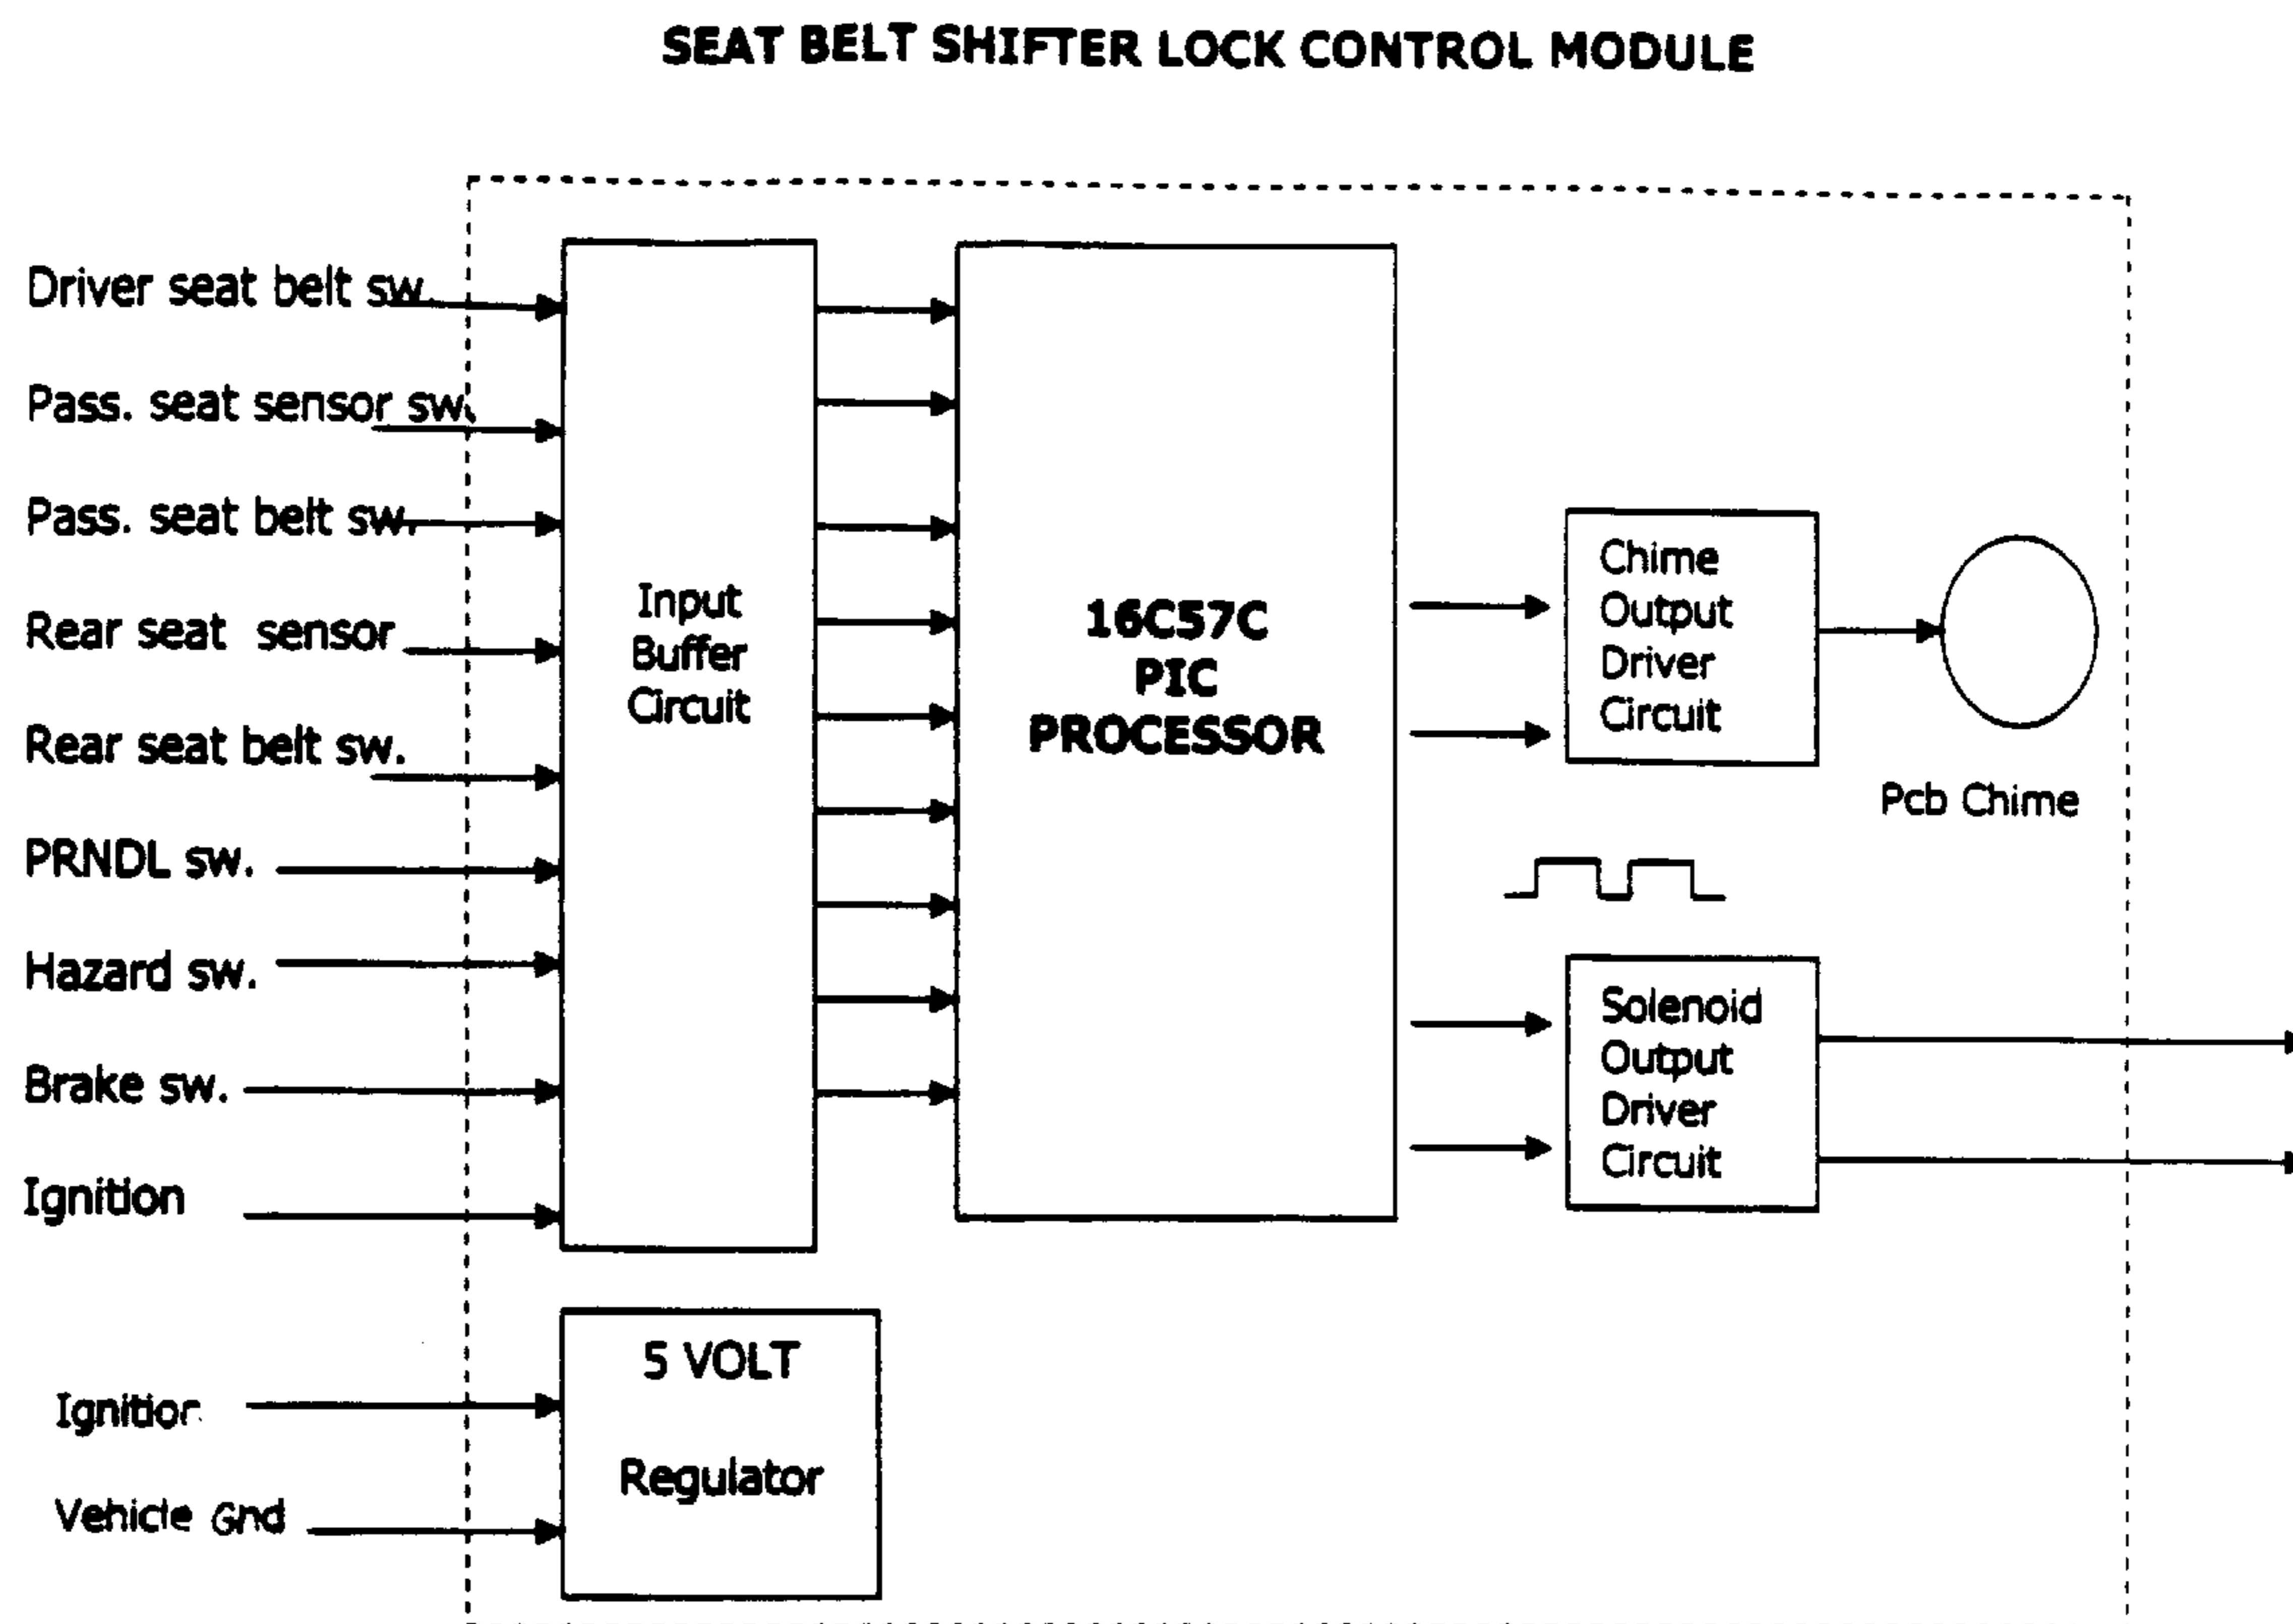 SEAT BELT SHIFTER LOCK CONTROL MODULE
Driver seat belt sw.
Pass. seat sensor sw.
Pass. seat belt sw.
Rear seat sensor
Rear seat belt sw.
PRNDL sw.
Hazard sw.
Brake sw.
Ignition
Input
Buffer
Circuit
16C57C
PIC
PROCESSOR
Chime
Output
Driver
Circuit
Pcb Chime
Solenoid
Output
Driver
Circuit
Ignition
Vehicle Gnd
5 VOLT
Regulator